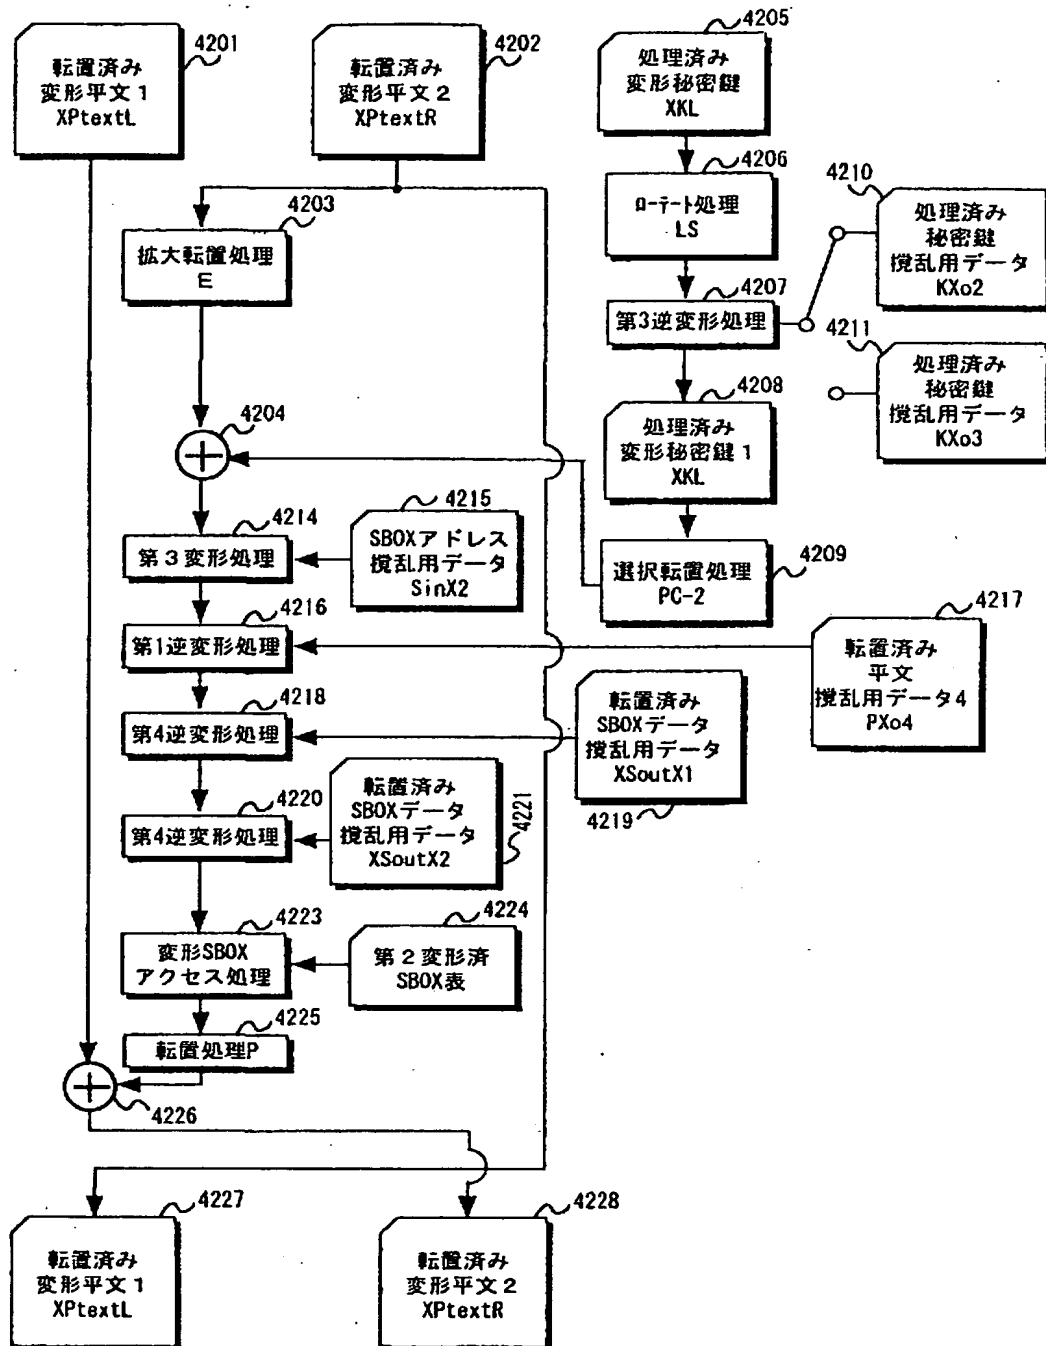 4201
転置済み
変形平文1
XPtextL
4202
転置済み
変形平文2
XPtextR
4205
処理済み
変形秘密鍵
XKL
4206
ﾛｰﾃｰﾄ処理
LS
4210
処理済み
秘密鍵
撹乱用データ
KXo2
4203
拡大転置処理
E
4207
第3逆変形処理
4211
処理済み
秘密鍵
撹乱用データ
KXo3
4208
処理済み
変形秘密鍵1
XKL
4204
4215
SBOXアドレス
撹乱用データ
SinX2
4214
第3変形処理
4209
選択転置処理
PC-2
4216
第1逆変形処理
4217
転置済み
平文
撹乱用データ4
PXo4
4218
第4逆変形処理
転置済み
SBOXデータ
撹乱用データ
XSoutX1
4219
4220
第4逆変形処理
転置済み
SBOXデータ
撹乱用データ
XSoutX2
4221
4223
変形SBOX
アクセス処理
4224
第2変形済
SBOX表
4225
転置処理P
4226
4227
転置済み
変形平文1
XPtextL
4228
転置済み
変形平文2
XPtextR